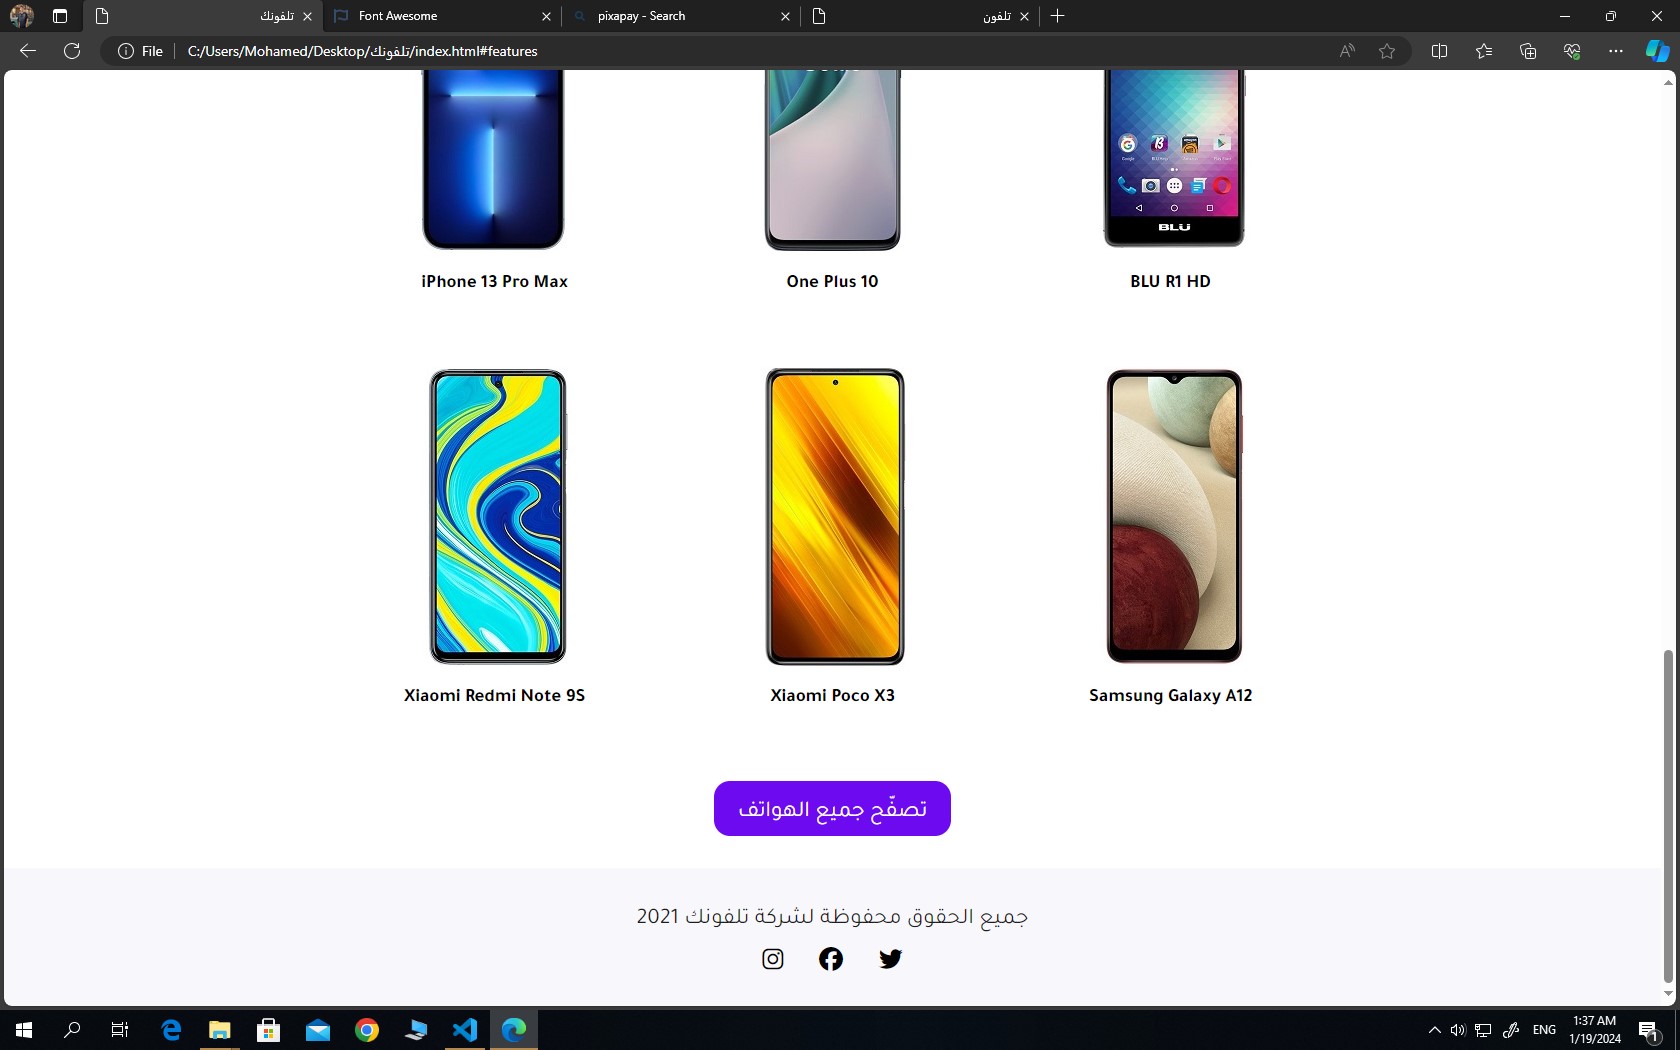 تلفونك
Font Awesome
pixapay - Search
تلفون
File
C:/Users/Mohamed/Desktop/تلفونك/index.html#features
BLU
iPhone 13 Pro Max
One Plus 10
BLU R1 HD
Xiaomi Redmi Note 9S
Xiaomi Poco X3
Samsung Galaxy A12
تصفّح جميع الهواتف
جميع الحقوق محفوظة لشركة تلفونك 2021
ENG
1:37 AM
1/19/2024
1